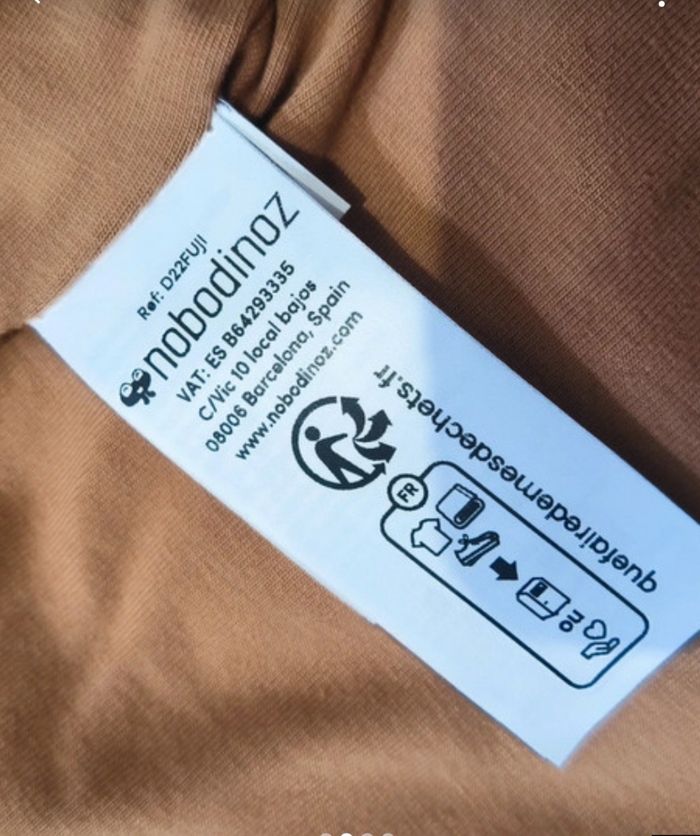 Ref: D22FUJI
nobodinoz
VAT: ES B64293335
C/Vic 10 local bajos
08006 Barcelona, Spain
www.nobodinoz.com
FR
quefairedemesdechets.fr